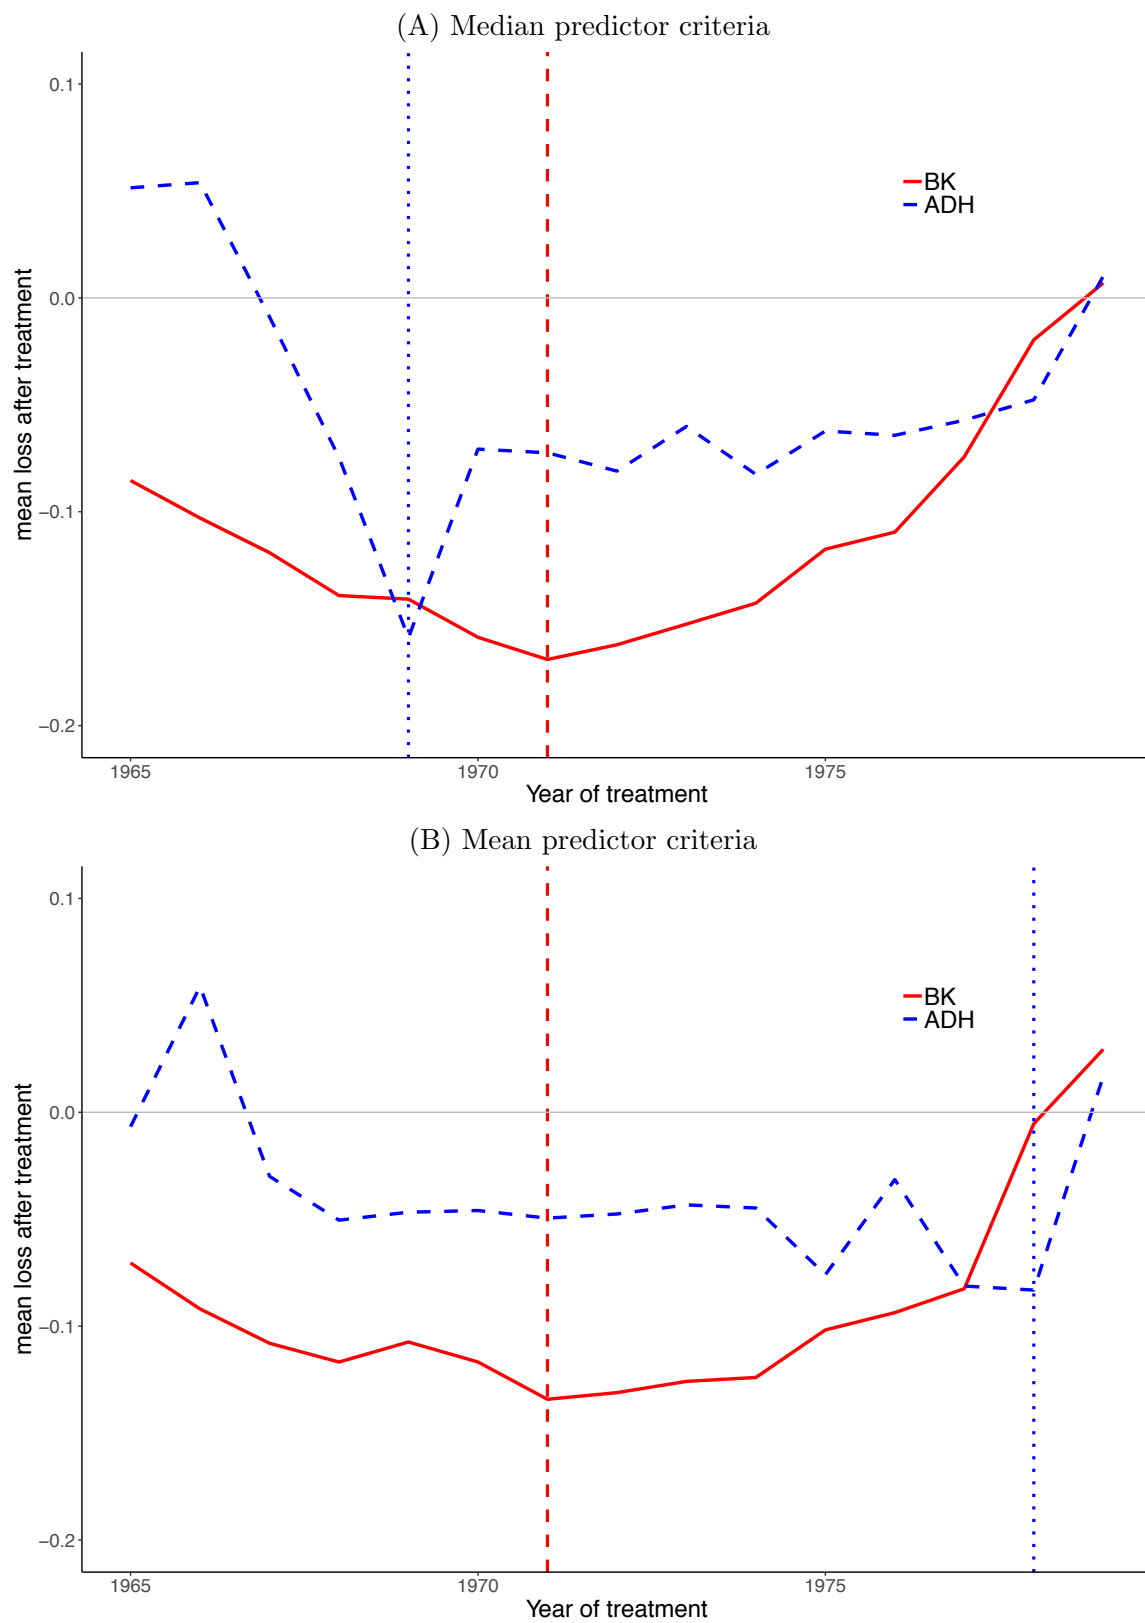 (A) Median predictor criteria
0.1
0.0
−0.1
−0.2
mean loss after treatment
BK
ADH
1965
1970
1975
Year of treatment
(B) Mean predictor criteria
0.1
0.0
−0.1
−0.2
mean loss after treatment
BK
ADH
1965
1970
1975
Year of treatment